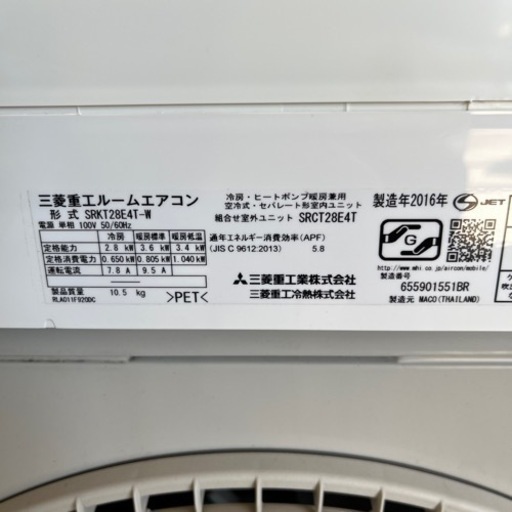 三菱重工ルームエアコン
形 式 SRKT28E4T-W
電源 単相 100V 50/60Hz
冷房 暖房標準 暖房低温
定格能力 2.8 kW 3.6 kW 3.4 kW
定格消費電力 0.650 kW 0.805 kW 1.040 kW
運転電流 7.8 A 9.5 A
製品質量 10.5 kg
RLA011F920DC
>PET<
冷房・ヒートポンプ暖房兼用
空冷式・セパレート形室内ユニット
組合せ室外ユニット SRCT28E4T
通年エネルギー消費効率(APF)
(JIS C 9612:2013) 5.8
三菱重工業株式会社
三菱重工冷熱株式会社
製造年 2016年
JET
G
http://www.mhi.co.jp/aircon/mobile/
製造番号
655901551BR
製造元 MACO(THAILAND)